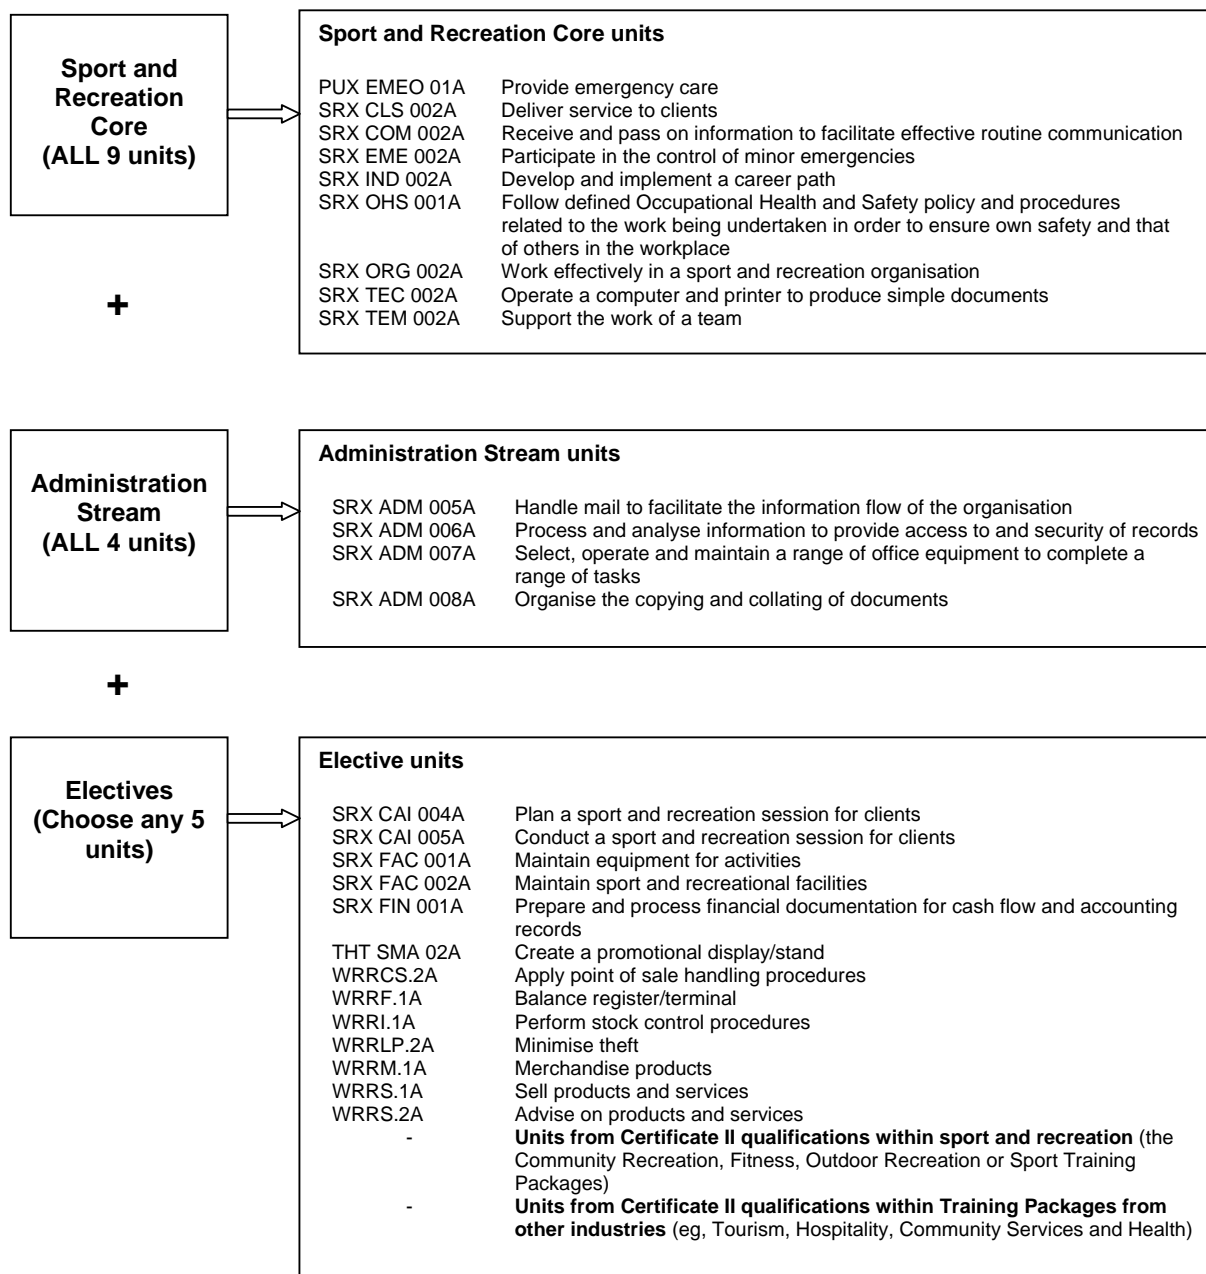 Sport and
Recreation
Core
(ALL 9 units)
Sport and Recreation Core units
PUX EMEO 01A Provide emergency care
SRX CLS 002A Deliver service to clients
SRX COM 002A Receive and pass on information to facilitate effective routine communication
SRX EME 002A Participate in the control of minor emergencies
SRX IND 002A Develop and implement a career path
SRX OHS 001A Follow defined Occupational Health and Safety policy and procedures
related to the work being undertaken in order to ensure own safety and that
of others in the workplace
SRX ORG 002A Work effectively in a sport and recreation organisation
SRX TEC 002A Operate a computer and printer to produce simple documents
SRX TEM 002A Support the work of a team
+
Administration
Stream
(ALL 4 units)
Administration Stream units
SRX ADM 005A Handle mail to facilitate the information flow of the organisation
SRX ADM 006A Process and analyse information to provide access to and security of records
SRX ADM 007A Select, operate and maintain a range of office equipment to complete a
range of tasks
SRX ADM 008A Organise the copying and collating of documents
+
Electives
(Choose any 5
units)
Elective units
SRX CAI 004A Plan a sport and recreation session for clients
SRX CAI 005A Conduct a sport and recreation session for clients
SRX FAC 001A Maintain equipment for activities
SRX FAC 002A Maintain sport and recreational facilities
SRX FIN 001A Prepare and process financial documentation for cash flow and accounting
records
THT SMA 02A Create a promotional display/stand
WRRCS.2A Apply point of sale handling procedures
WRRF.1A Balance register/terminal
WRRI.1A Perform stock control procedures
WRRLP.2A Minimise theft
WRRM.1A Merchandise products
WRRS.1A Sell products and services
WRRS.2A Advise on products and services
- Units from Certificate II qualifications within sport and recreation (the
Community Recreation, Fitness, Outdoor Recreation or Sport Training
Packages)
- Units from Certificate II qualifications within Training Packages from
other industries (eg, Tourism, Hospitality, Community Services and Health)